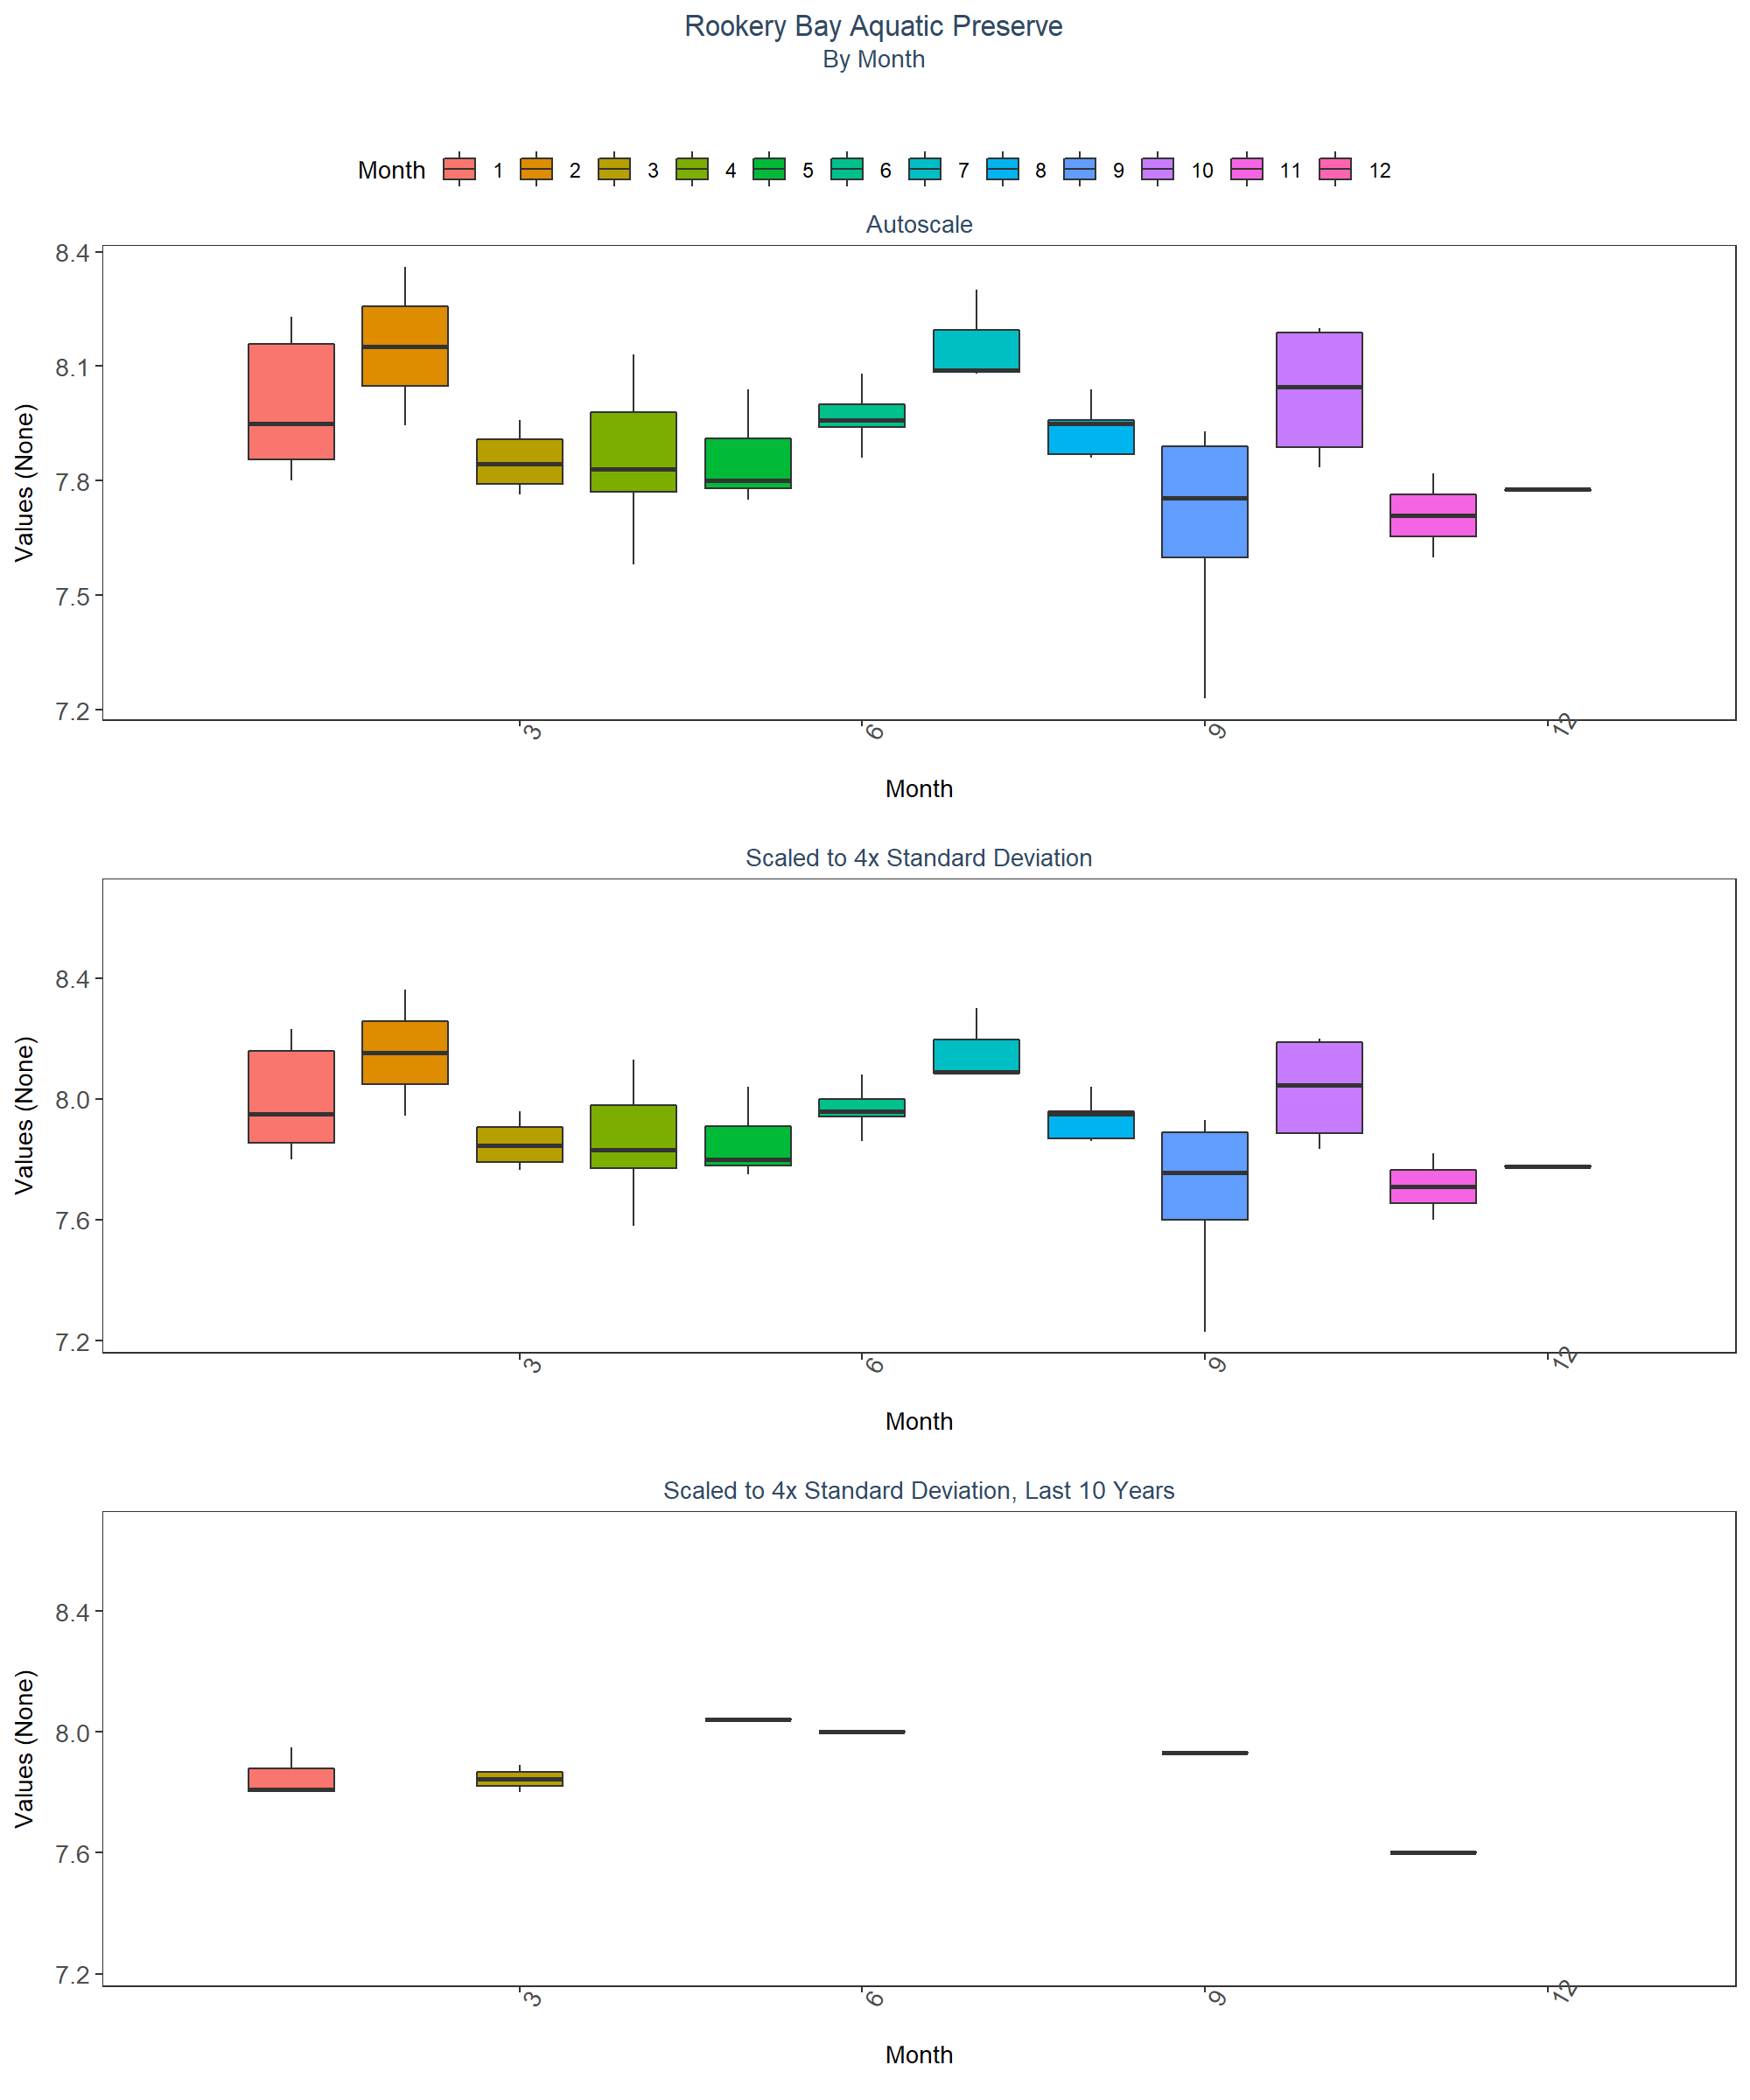 Rookery Bay Aquatic Preserve
By Month
Month 1 2 3 4 5 6 7 8 9 10 11 12
Autoscale
Values (None)
8.4
8.1
7.8
7.5
7.2
3 6 9 12
Month
Scaled to 4x Standard Deviation
Values (None)
8.4
8.0
7.6
7.2
3 6 9 12
Month
Scaled to 4x Standard Deviation, Last 10 Years
Values (None)
8.4
8.0
7.6
7.2
3 6 9 12
Month